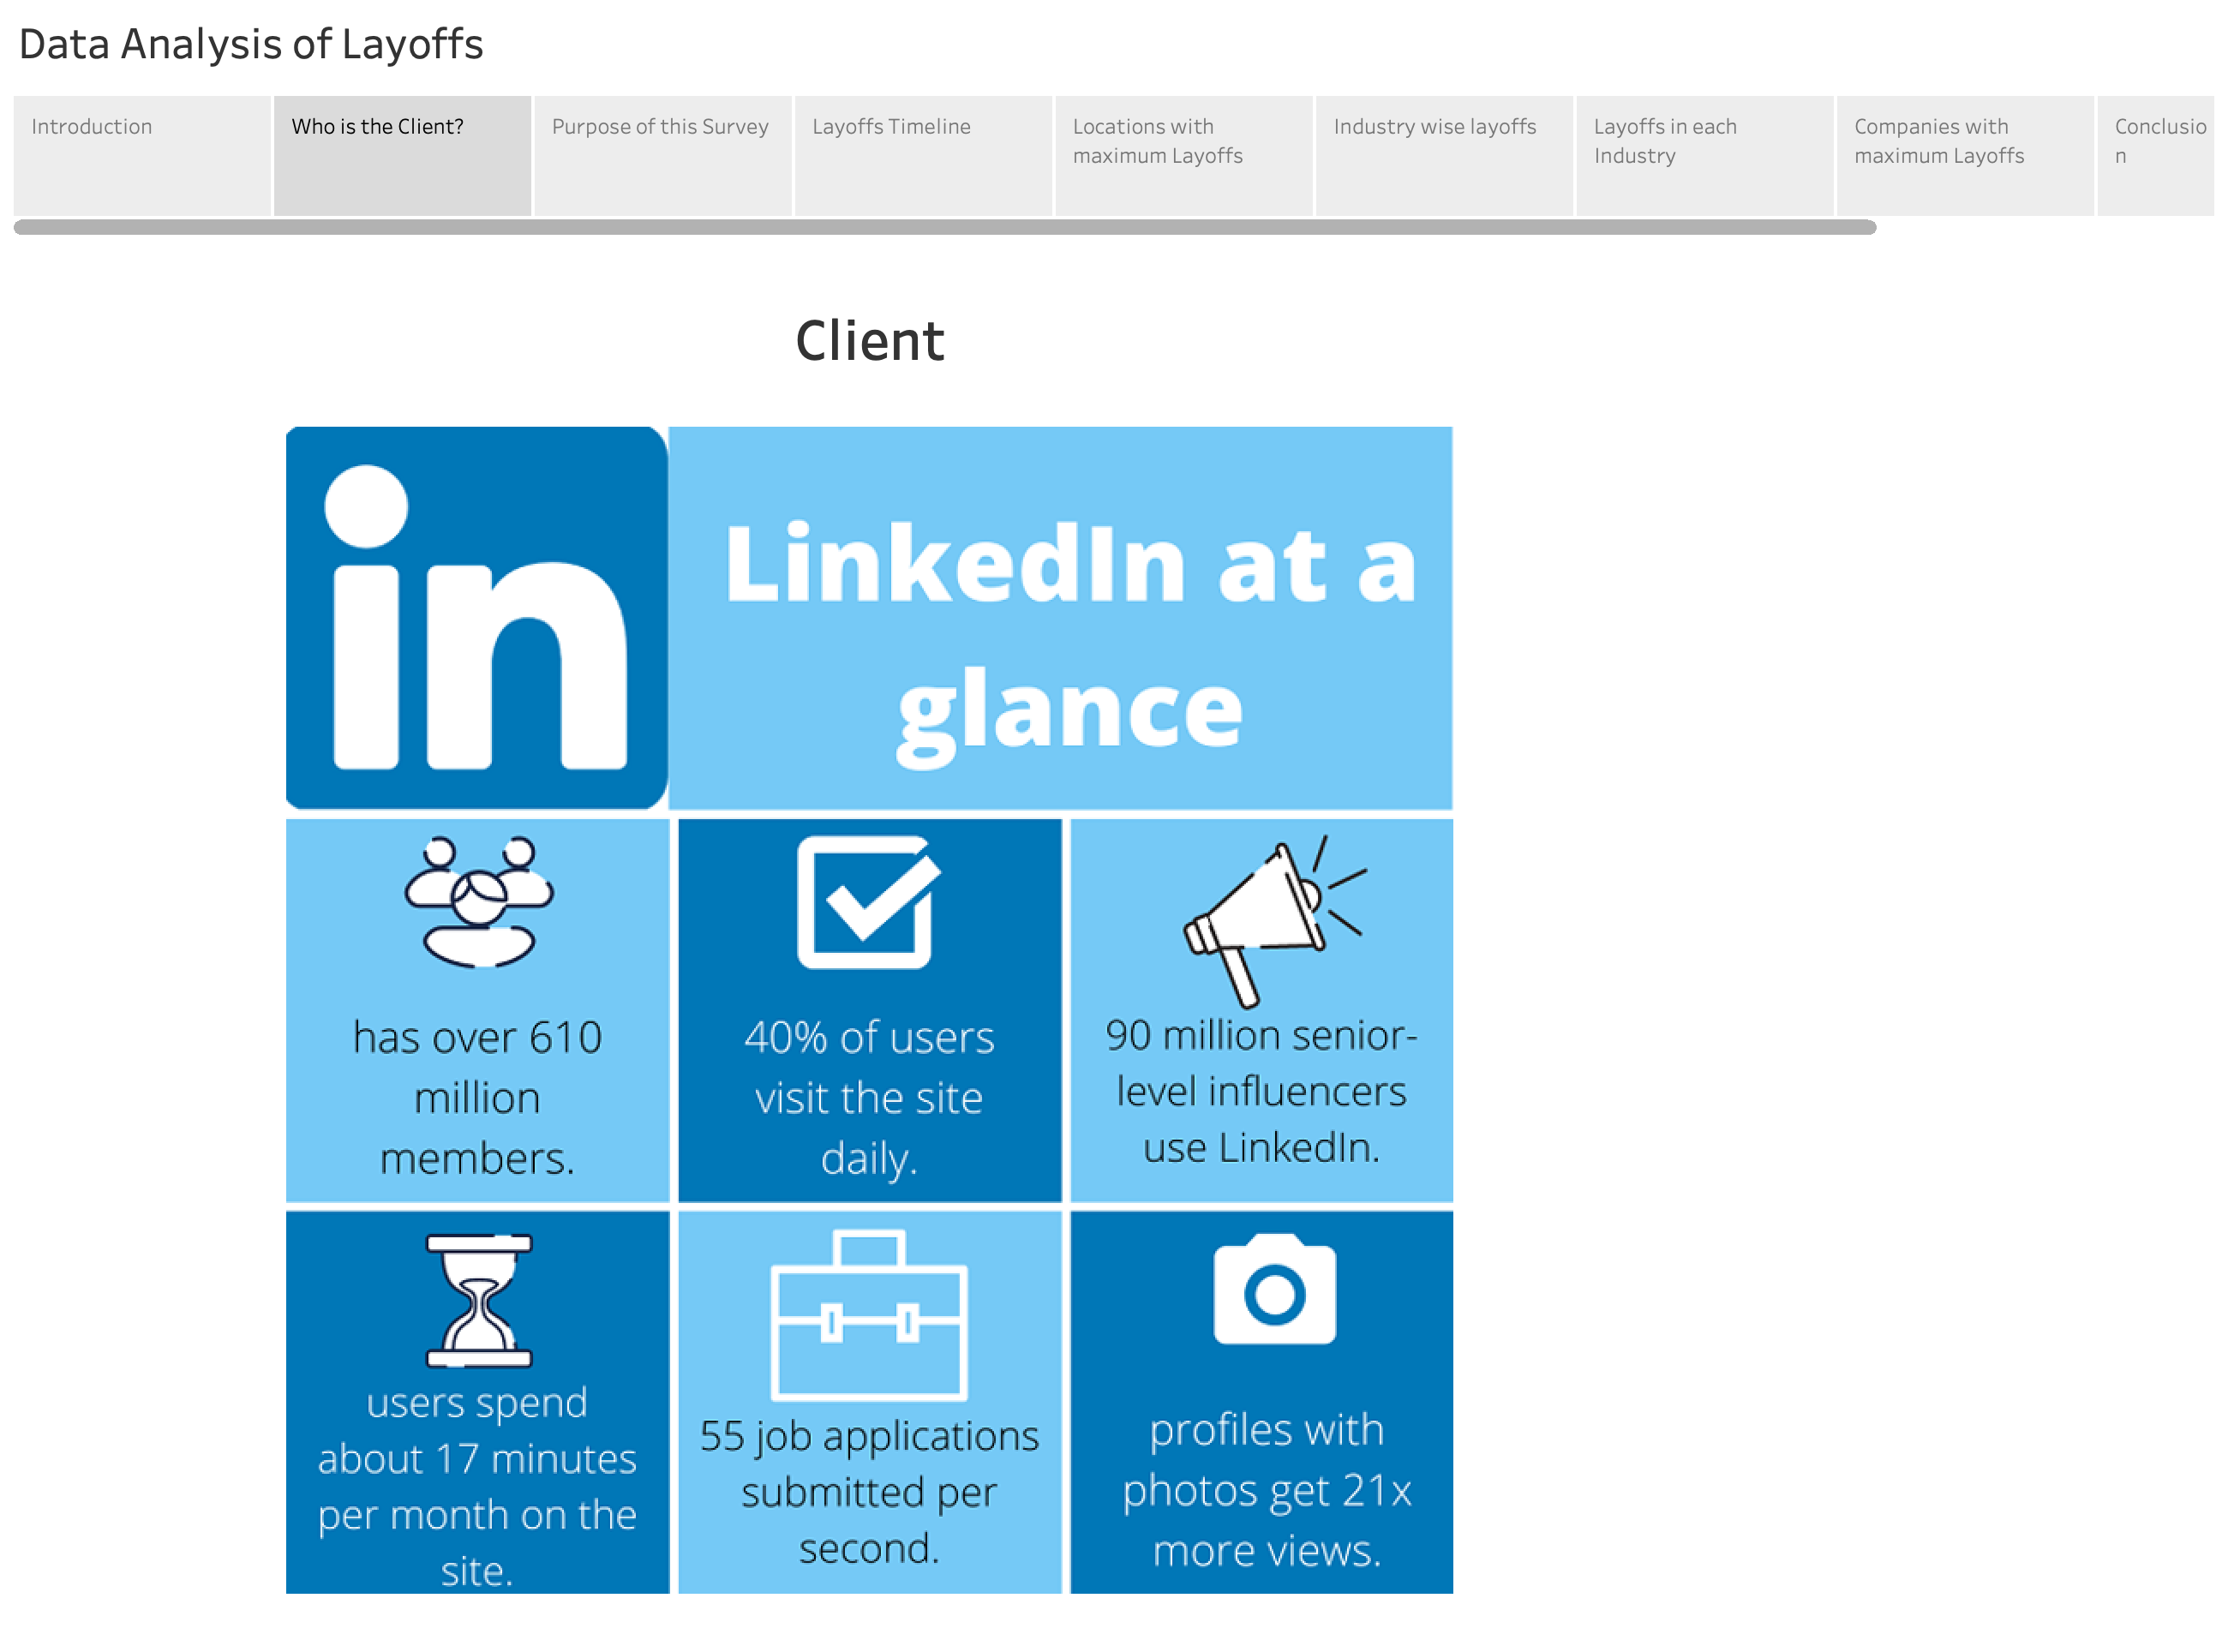 Data Analysis of Layoffs
Introduction
Who is the Client?
Purpose of this Survey
Layoffs Timeline
Locations with
maximum Layoffs
Industry wise layoffs
Layoffs in each
Industry
Companies with
maximum Layoffs
Conclusio
n
Client
in
LinkedIn at a
glance
has over 610
million
members.
40% of users
visit the site
daily.
90 million senior-
level influencers
use LinkedIn.
users spend
about 17 minutes
per month on the
site.
55 job applications
submitted per
second.
profiles with
photos get 21x
more views.